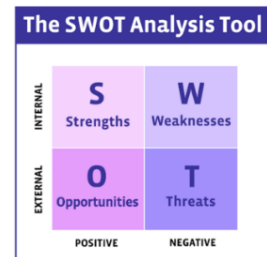 The SWOT Analysis Tool
INTERNAL
S
Strengths
W
Weaknesses
EXTERNAL
O
Opportunities
T
Threats
POSITIVE
NEGATIVE